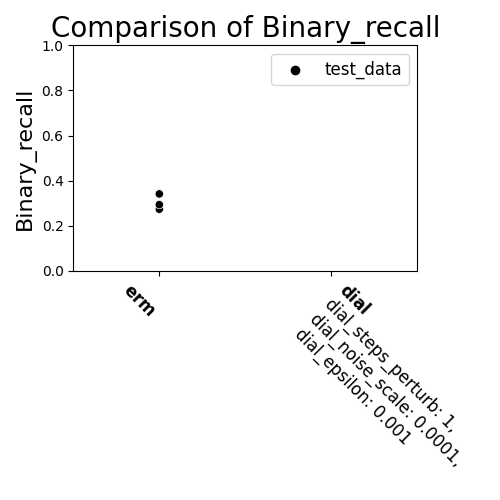 Comparison of Binary_recall
Binary_recall
1.0
0.8
0.6
0.4
0.2
0.0
test_data
erm
dial
dial_steps_perturb: 1,
dial_noise_scale: 0.0001,
dial_epsilon: 0.001